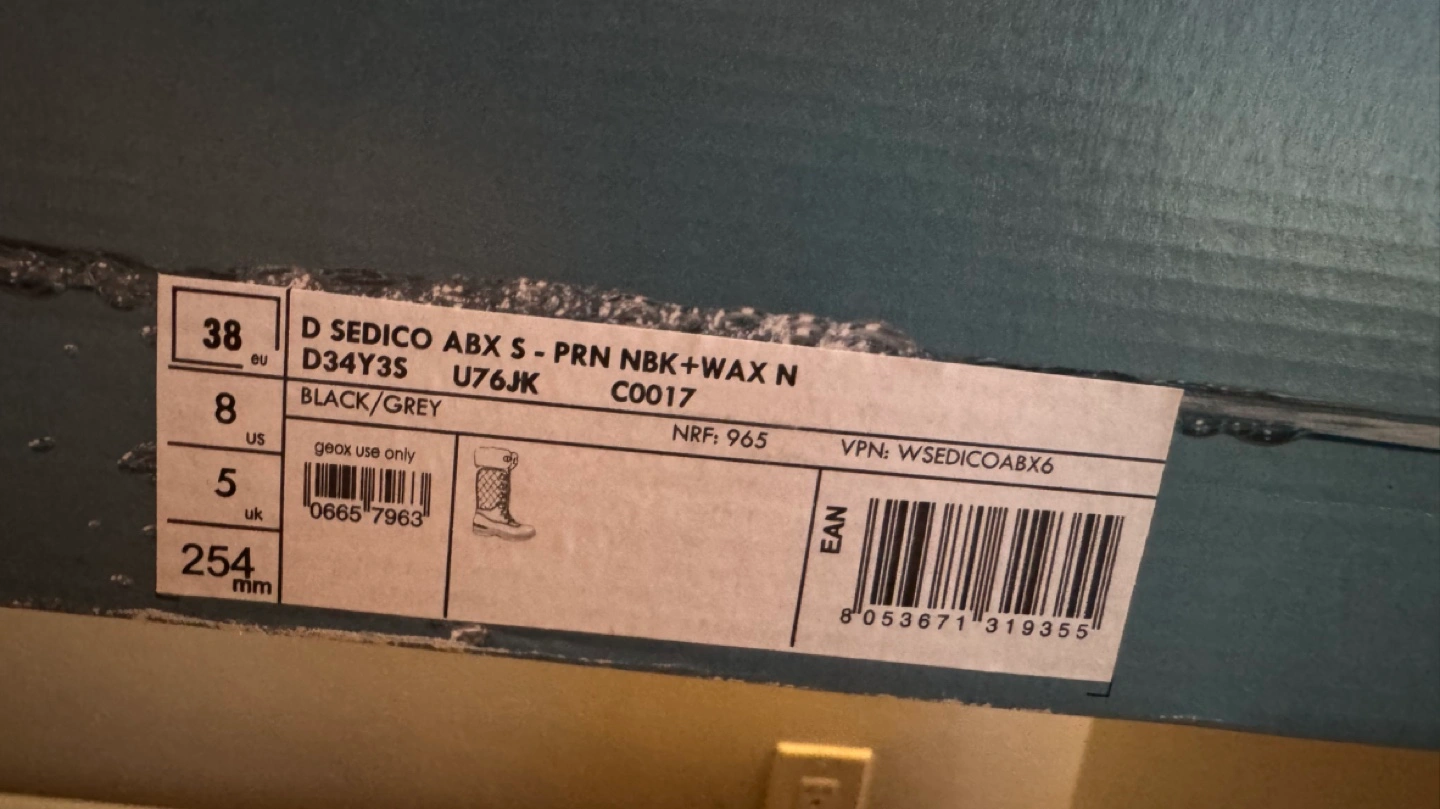 38 eu
8 us
5 uk
254 mm
D SEDICO ABX S - PRN NBK+WAX N
D34Y3S U76JK C0017
BLACK/GREY
NRF: 965 VPN: WSEDICOABX6
geox use only
0665 7963
EAN
8 053671 319355